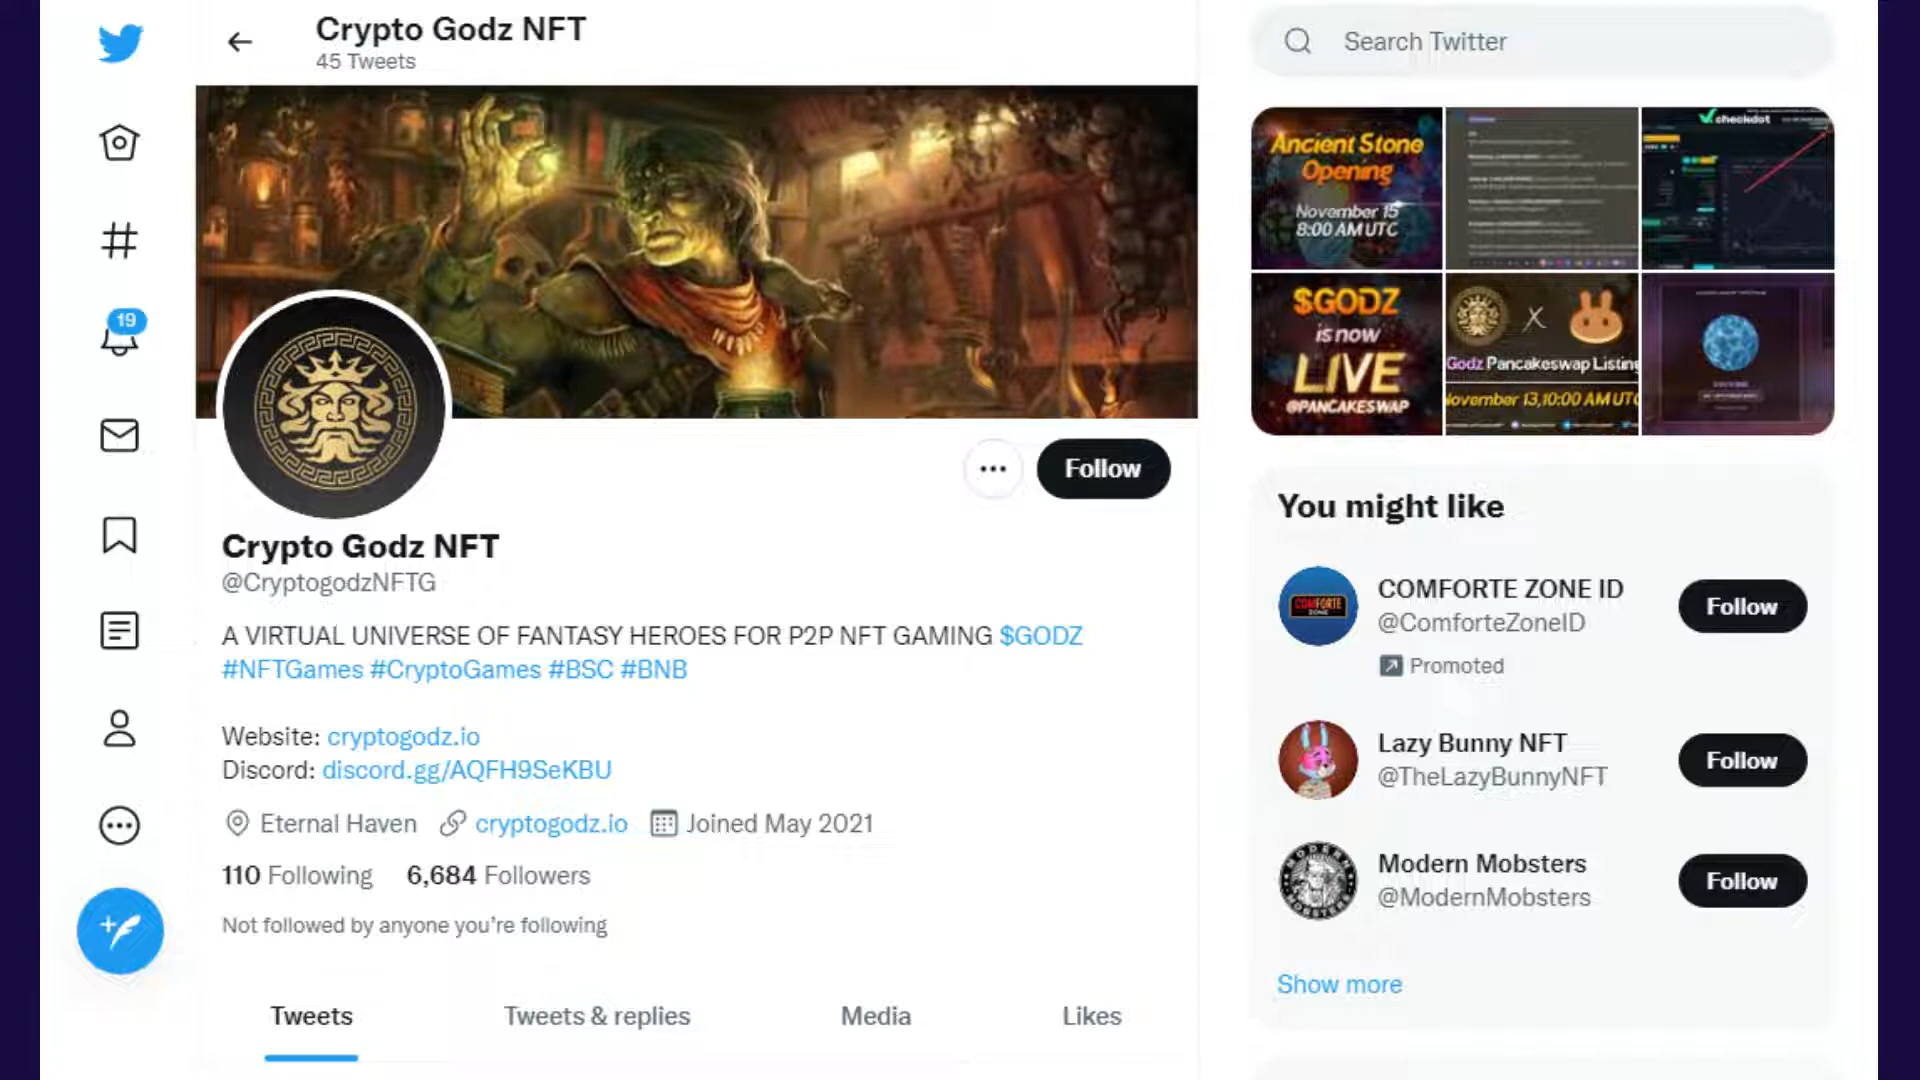 Crypto Godz NFT
45 Tweets
Search Twitter
19
Ancient Stone
Opening
November 15
8:00 AM UTC
checkdot
$GODZ
is now
LIVE
@PANCAKESWAP
X
Godz Pancakeswap Listing
November 13,10:00 AM UTC
Follow
Crypto Godz NFT
@CryptogodzNFTG
A VIRTUAL UNIVERSE OF FANTASY HEROES FOR P2P NFT GAMING $GODZ
#NFTGames #CryptoGames #BSC #BNB
Website: cryptogodz.io
Discord: discord.gg/AQFH9SeKBU
Eternal Haven cryptogodz.io Joined May 2021
110 Following 6,684 Followers
Not followed by anyone you're following
Tweets Tweets & replies Media Likes
You might like
COMFORTE ZONE
COMFORTE ZONE ID
@ComforteZoneID
Promoted
Follow
Lazy Bunny NFT
@TheLazyBunnyNFT
Follow
MODERN MOBSTERS
Modern Mobsters
@ModernMobsters
Follow
Show more